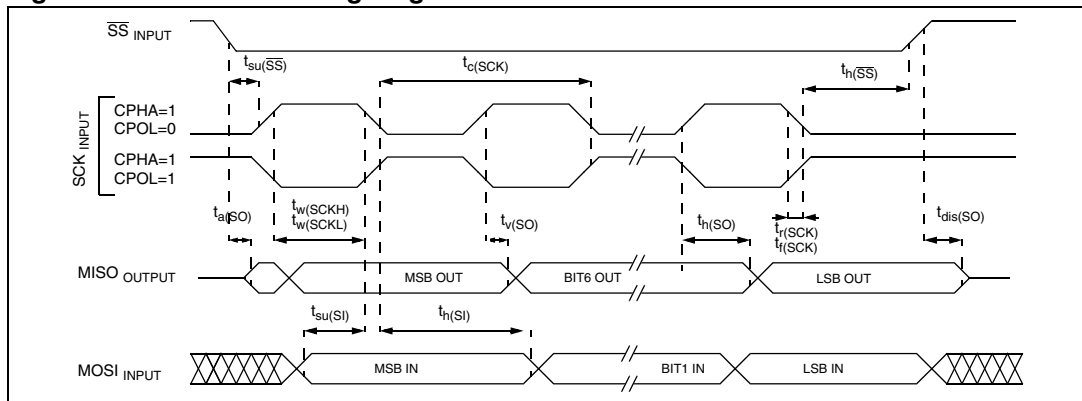 SS INPUT
tsu(SS)
tc(SCK)
th(SS)
SCK INPUT
CPHA=1
CPOL=0
CPHA=1
CPOL=1
ta(SO)
tw(SCKH)
tw(SCKL)
tv(SO)
th(SO)
tr(SCK)
tf(SCK)
tdis(SO)
MISO OUTPUT
MSB OUT
BIT6 OUT
LSB OUT
tsu(SI)
th(SI)
MOSI INPUT
MSB IN
BIT1 IN
LSB IN